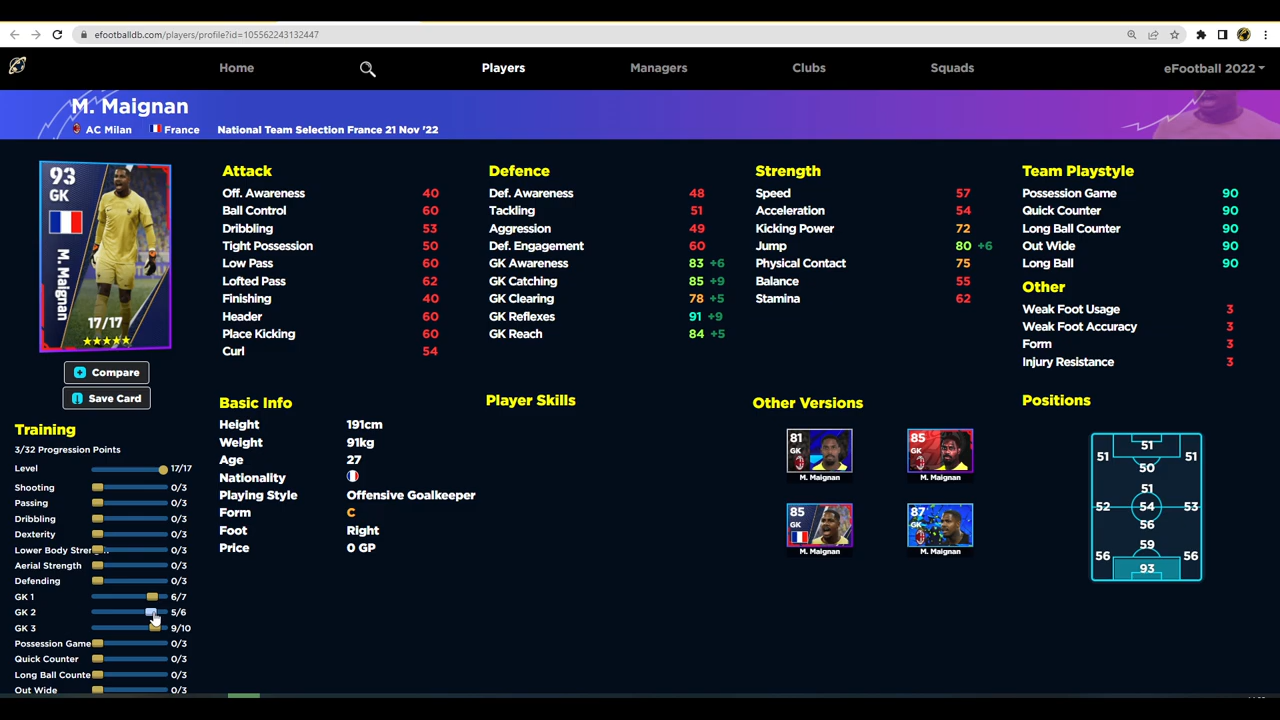 efootballdb.com/players/profile?id=105562243132447
Home
Players
Managers
Clubs
Squads
eFootball 2022
M. Maignan
AC Milan France National Team Selection France 21 Nov '22
93
GK
M. Maignan
17/17
Compare
Save Card
Training
3/32 Progression Points
Level 17/17
Shooting 0/3
Passing 0/3
Dribbling 0/3
Dexterity 0/3
Lower Body Stren 0/3
Aerial Strength 0/3
Defending 0/3
GK 1 6/7
GK 2 5/6
GK 3 9/10
Possession Game 0/3
Quick Counter 0/3
Long Ball Counte 0/3
Out Wide 0/3
Attack
Off. Awareness 40
Ball Control 60
Dribbling 53
Tight Possession 50
Low Pass 60
Lofted Pass 62
Finishing 40
Header 60
Place Kicking 60
Curl 54
Defence
Def. Awareness 48
Tackling 51
Aggression 49
Def. Engagement 60
GK Awareness 83 +6
GK Catching 85 +9
GK Clearing 78 +5
GK Reflexes 91 +9
GK Reach 84 +5
Strength
Speed 57
Acceleration 54
Kicking Power 72
Jump 80 +6
Physical Contact 75
Balance 55
Stamina 62
Team Playstyle
Possession Game 90
Quick Counter 90
Long Ball Counter 90
Out Wide 90
Long Ball 90
Other
Weak Foot Usage 3
Weak Foot Accuracy 3
Form 3
Injury Resistance 3
Basic Info
Height 191cm
Weight 91kg
Age 27
Nationality
Playing Style Offensive Goalkeeper
Form C
Foot Right
Price 0 GP
Player Skills
Other Versions
81
GK
M. Maignan
85
GK
M. Maignan
85
GK
M. Maignan
87
GK
M. Maignan
Positions
51
51 51
50
51
52 54 53
56
59
56 56
93